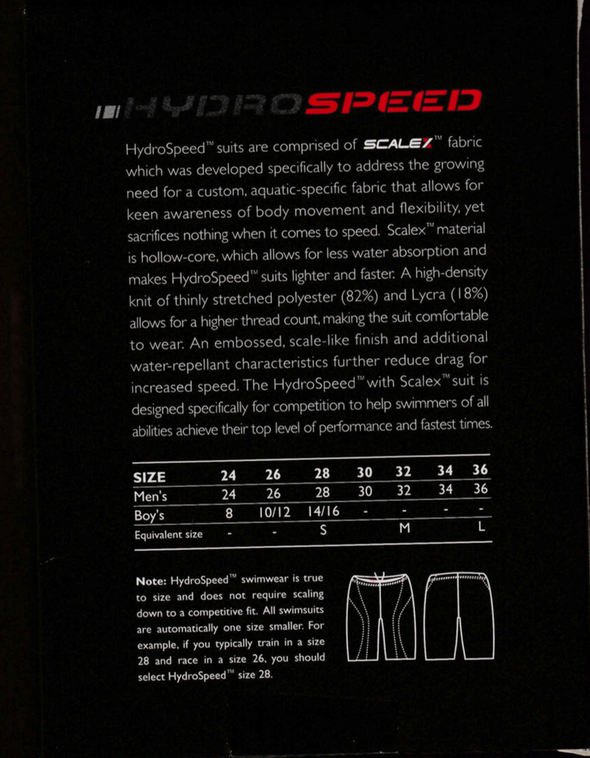 HYDROSPEED
HydroSpeed™ suits are comprised of SCALEX™ fabric
which was developed specifically to address the growing
need for a custom, aquatic-specific fabric that allows for
keen awareness of body movement and flexibility, yet
sacrifices nothing when it comes to speed. Scalex™ material
is hollow-core, which allows for less water absorption and
makes HydroSpeed™ suits lighter and faster. A high-density
knit of thinly stretched polyester (82%) and Lycra (18%)
allows for a higher thread count, making the suit comfortable
to wear. An embossed, scale-like finish and additional
water-repellant characteristics further reduce drag for
increased speed. The HydroSpeed™ with Scalex™ suit is
designed specifically for competition to help swimmers of all
abilities achieve their top level of performance and fastest times.
SIZE 24 26 28 30 32 34 36
Men's 24 26 28 30 32 34 36
Boy's 8 10/12 14/16 - - - -
Equivalent size - - S M L
Note: HydroSpeed™ swimwear is true
to size and does not require scaling
down to a competitive fit. All swimsuits
are automatically one size smaller. For
example, if you typically train in a size
28 and race in a size 26, you should
select HydroSpeed™ size 28.